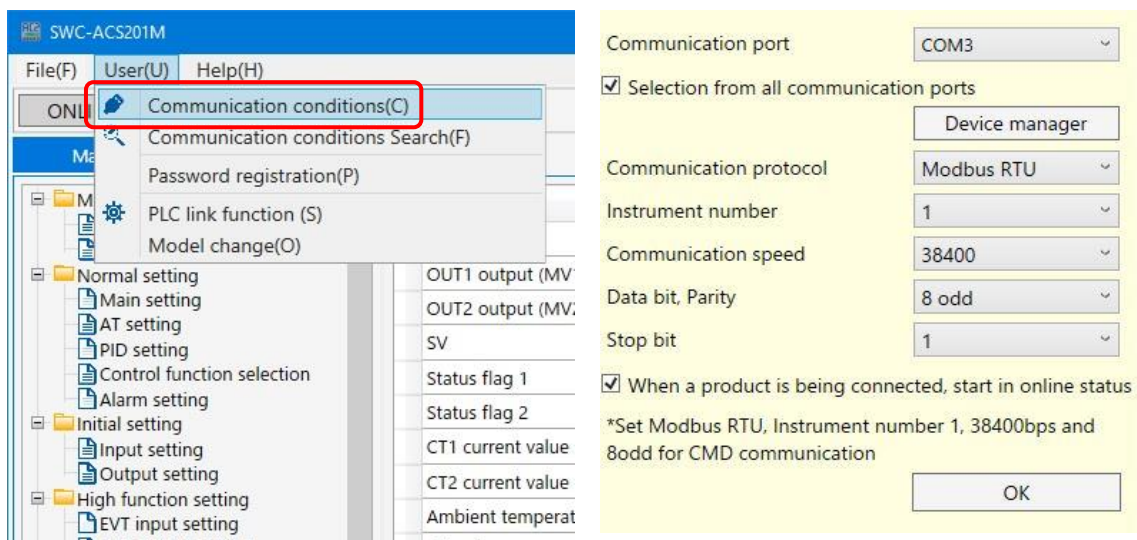 SWC-ACS201M
File(F) User(U) Help(H)
Communication conditions(C)
Communication conditions Search(F)
Password registration(P)
PLC link function (S)
Model change(O)
Normal setting
Main setting
AT setting
PID setting
Control function selection
Alarm setting
Initial setting
Input setting
Output setting
High function setting
EVT input setting
OUT1 output (MV
OUT2 output (MV
SV
Status flag 1
Status flag 2
CT1 current value
CT2 current value
Ambient temperat
Communication port COM3
Selection from all communication ports
Device manager
Communication protocol Modbus RTU
Instrument number 1
Communication speed 38400
Data bit, Parity 8 odd
Stop bit 1
When a product is being connected, start in online status
*Set Modbus RTU, Instrument number 1, 38400bps and
8odd for CMD communication
OK